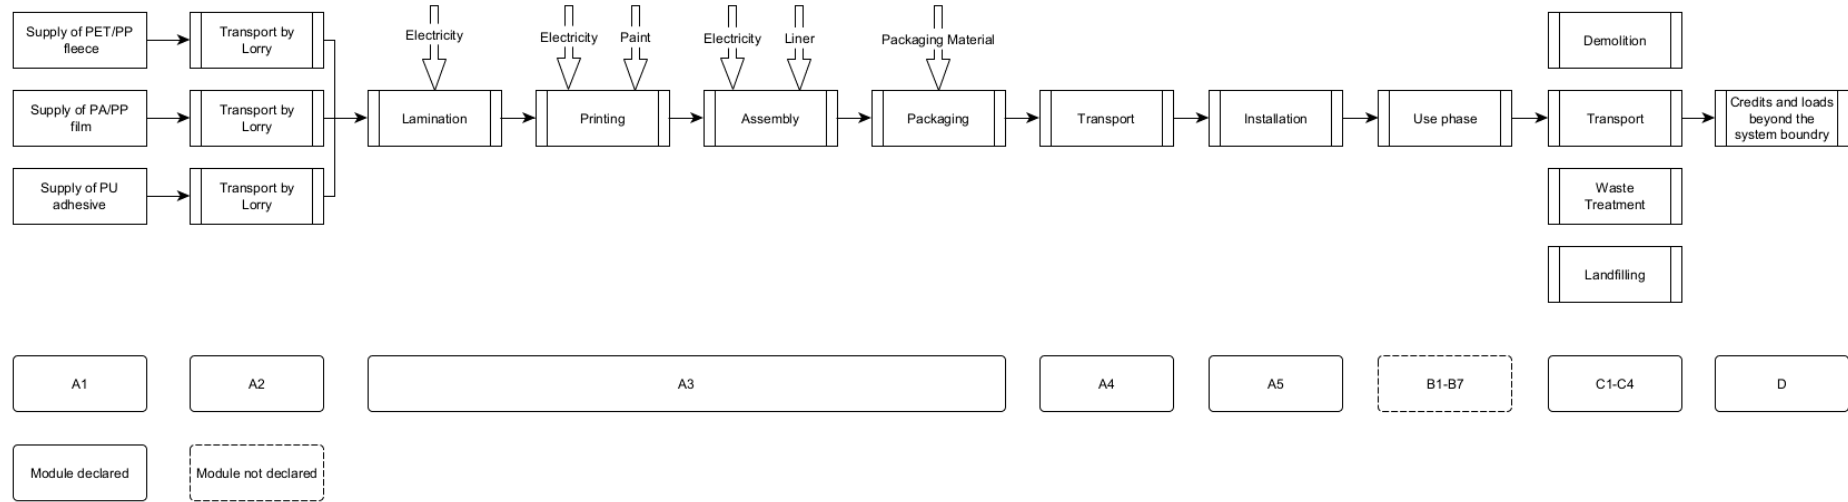 Supply of PET/PP
fleece
Transport by
Lorry
Electricity
Electricity
Paint
Electricity
Liner
Packaging Material
Demolition
Supply of PA/PP
film
Transport by
Lorry
Lamination
Printing
Assembly
Packaging
Transport
Installation
Use phase
Transport
Credits and loads
beyond the
system boundry
Supply of PU
adhesive
Transport by
Lorry
Waste
Treatment
Landfilling
A1
A2
A3
A4
A5
B1-B7
C1-C4
D
Module declared
Module not declared